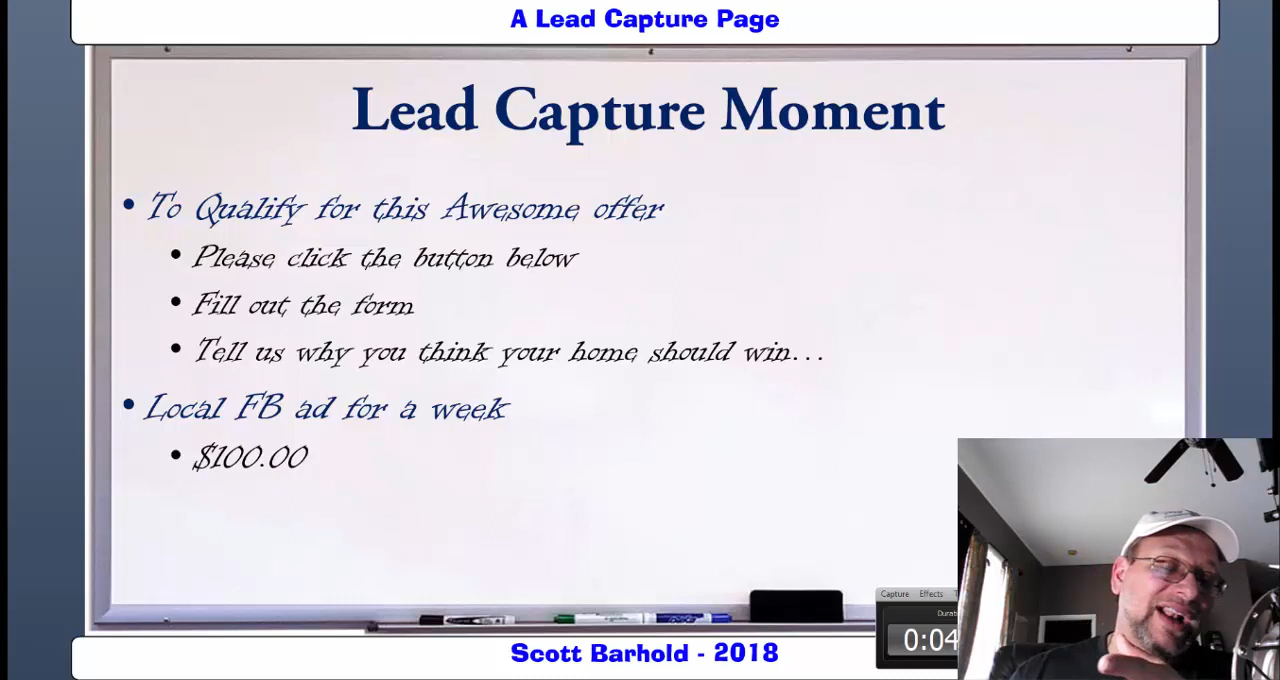 A Lead Capture Page
Lead Capture Moment
• To Qualify for this Awesome offer
• Please click the button below
• Fill out the form
• Tell us why you think your home should win...
• Local FB ad for a week
• $100.00
Capture Effects
0:04
Scott Barhold - 2018